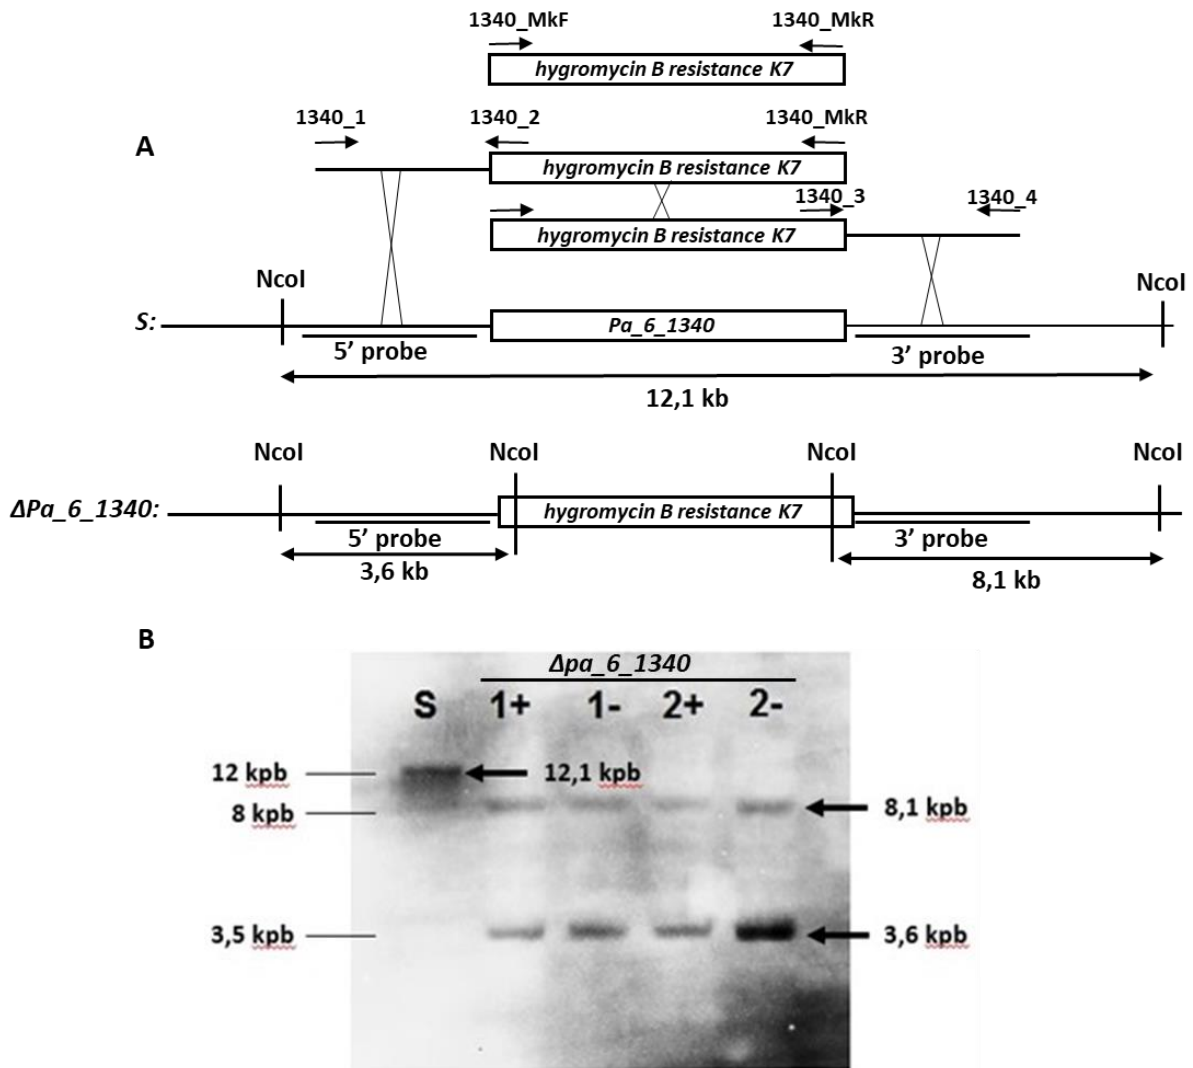 1340_MkF 1340_MkR
hygromycin B resistance K7
A
1340_1 1340_2 1340_MkR
hygromycin B resistance K7
1340_3 1340_4
hygromycin B resistance K7
NcoI NcoI
S: Pa_6_1340
5’ probe 3’ probe
12,1 kb
NcoI NcoI NcoI NcoI
ΔPa_6_1340: hygromycin B resistance K7
5’ probe 3’ probe
3,6 kb 8,1 kb
B
Δpa_6_1340
S 1+ 1- 2+ 2-
12 kpb 12,1 kpb
8 kpb 8,1 kpb
3,5 kpb 3,6 kpb